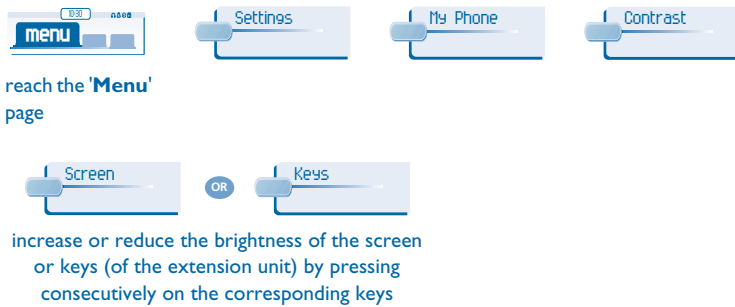 10:30
menu
Settings
My Phone
Contrast
reach the 'Menu'
page
Screen
OR
Keys
increase or reduce the brightness of the screen
or keys (of the extension unit) by pressing
consecutively on the corresponding keys